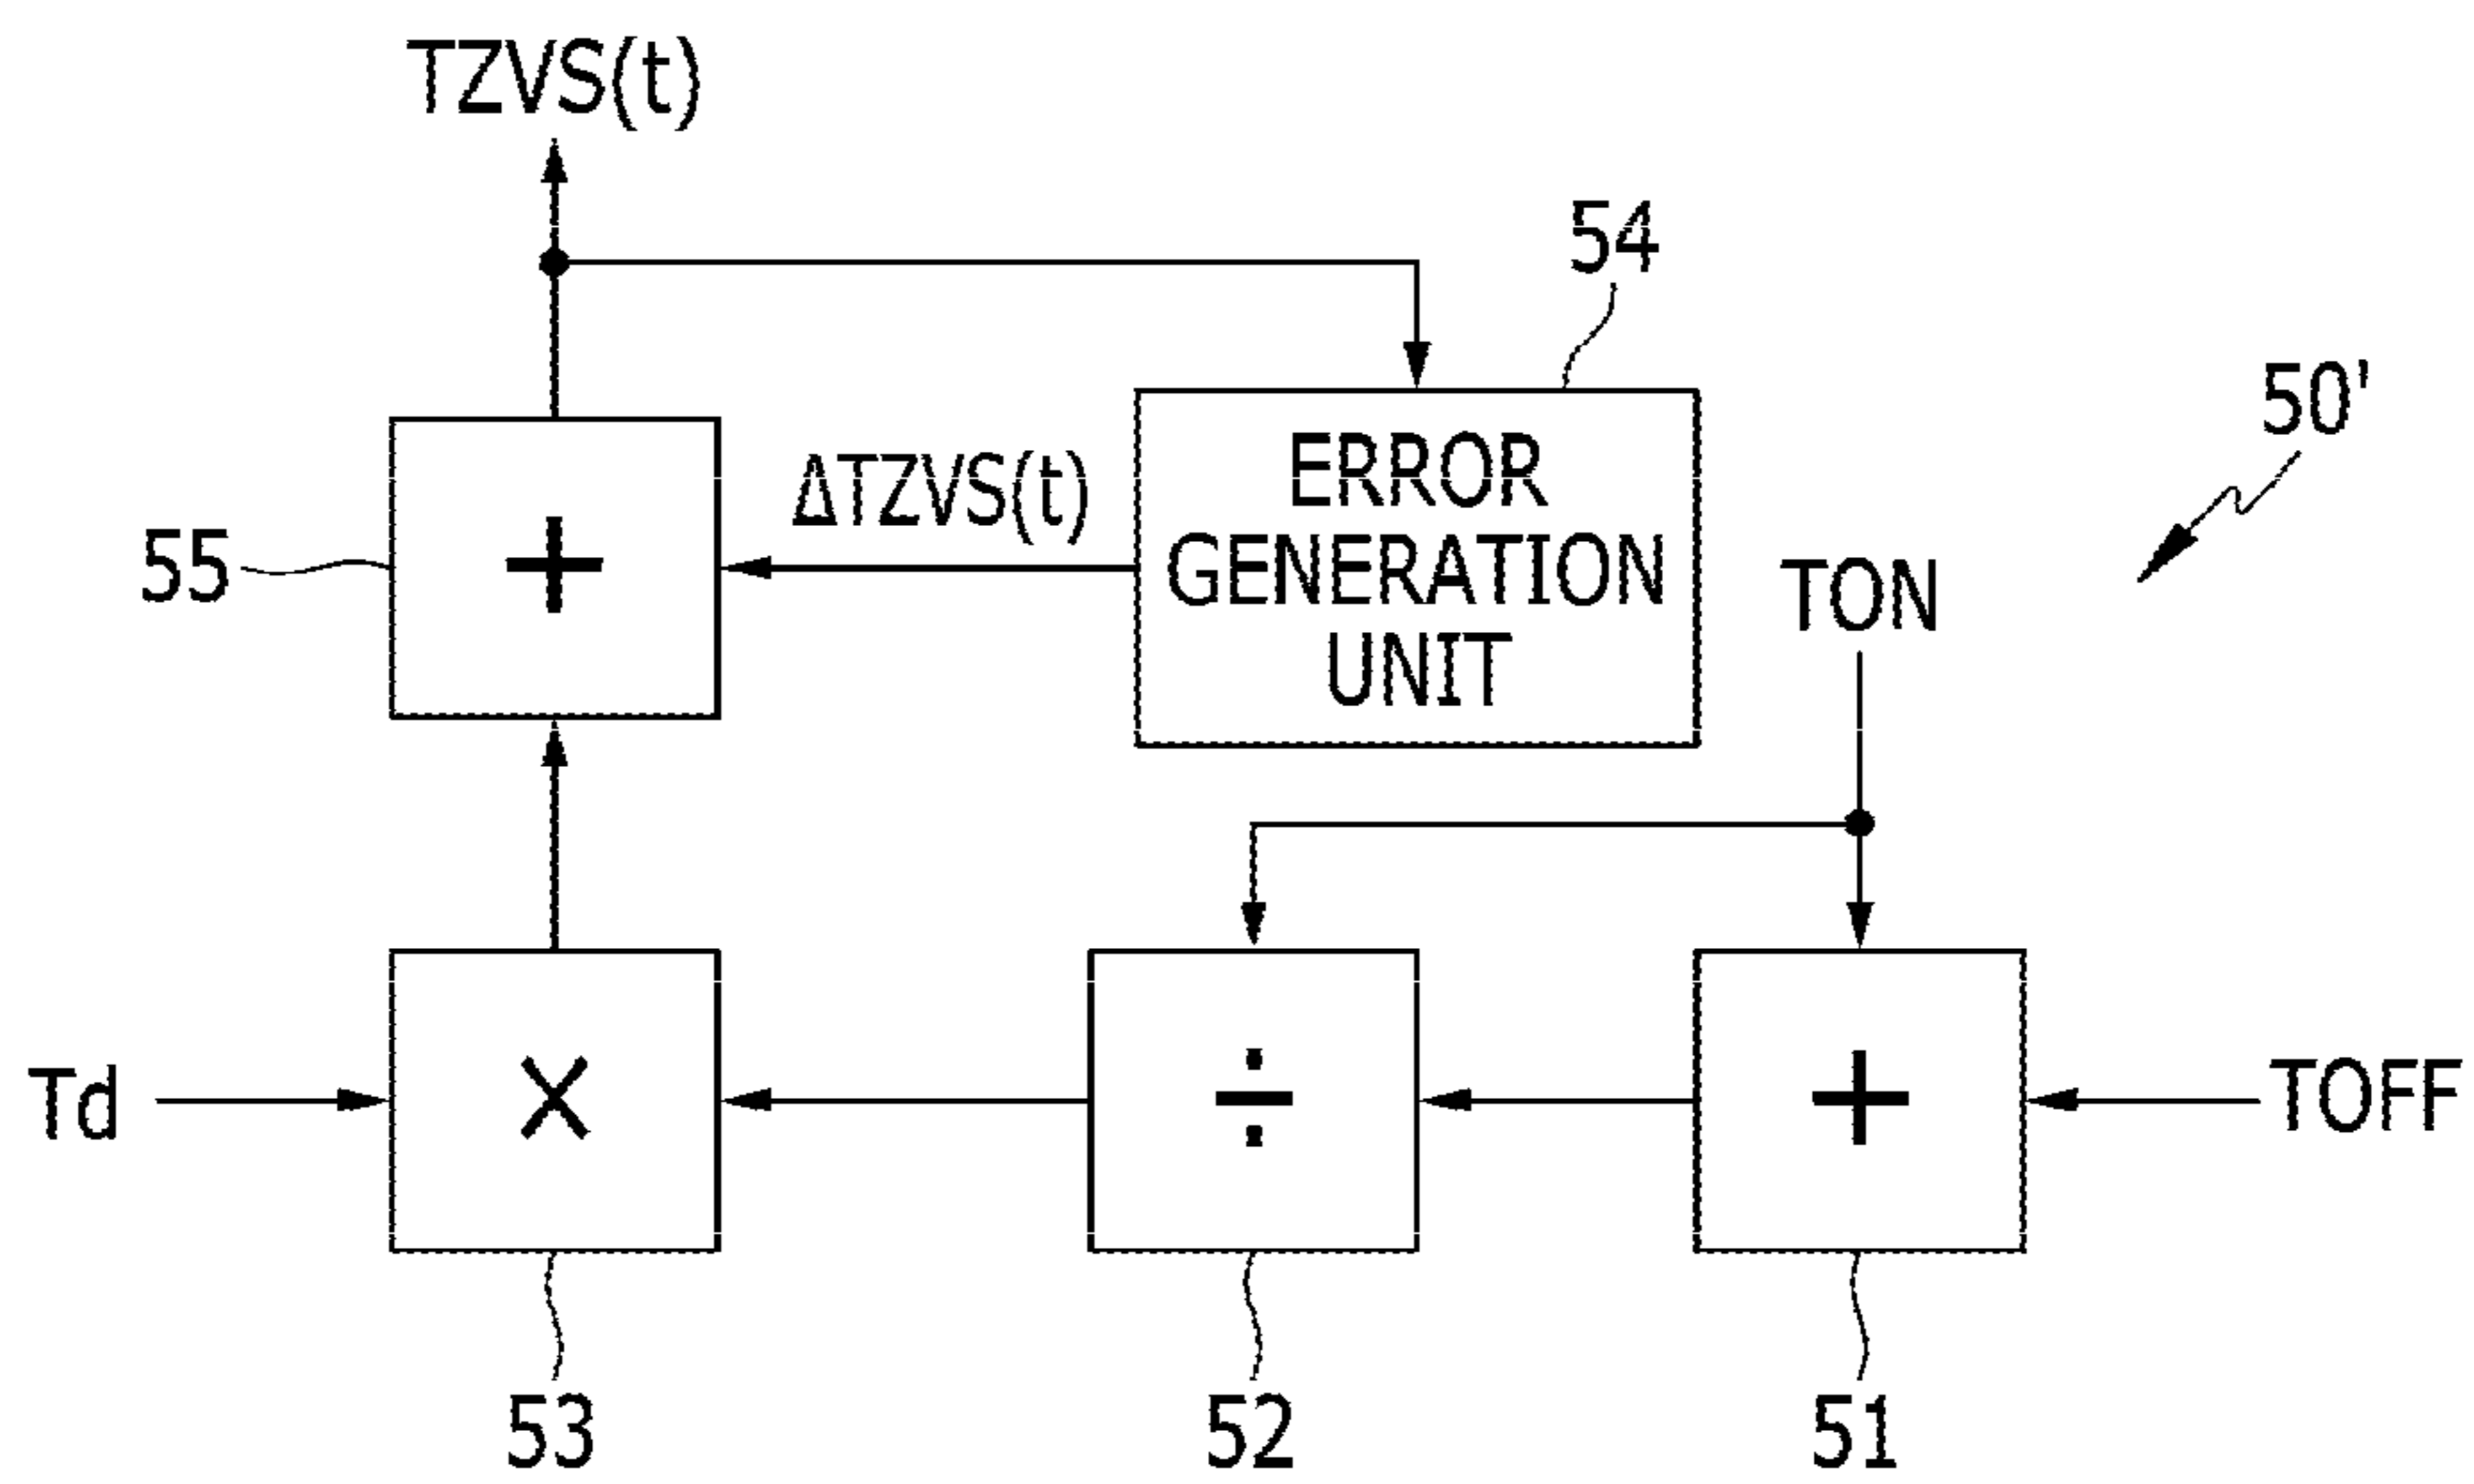 TZVS(t)
54
50'
ERROR
GENERATION
UNIT
ΔTZVS(t)
55
+
TON
Td
×
÷
+
TOFF
53
52
51